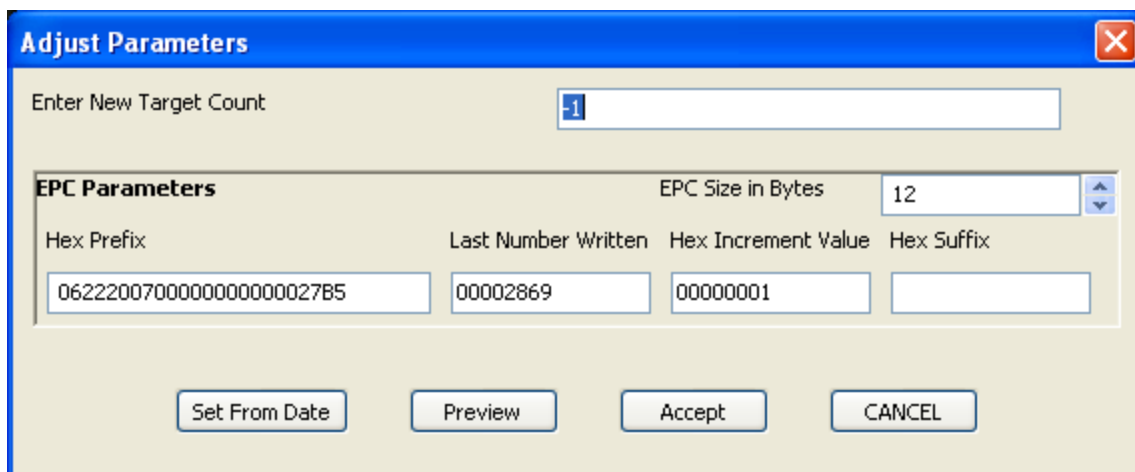 Adjust Parameters
Enter New Target Count -1
EPC Parameters EPC Size in Bytes 12
Hex Prefix Last Number Written Hex Increment Value Hex Suffix
0622200700000000000027B5 00002869 00000001
Set From Date Preview Accept CANCEL